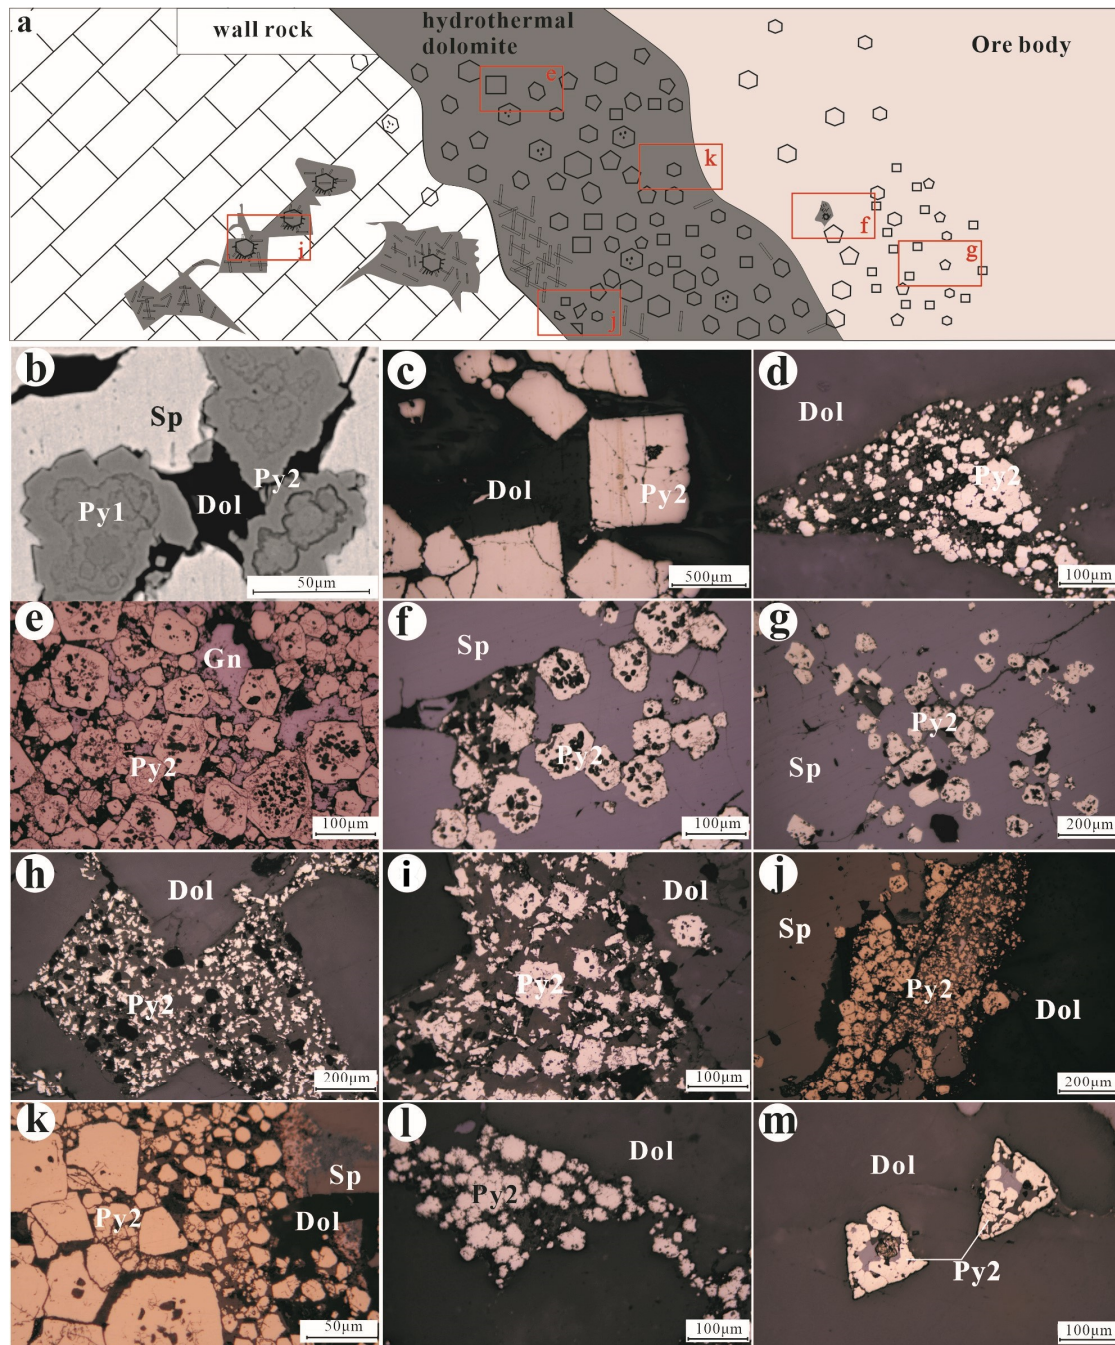 a
wall rock
hydrothermal
dolomite
Ore body
e
k
f
g
i
j
b
Sp
Py2
Py1
Dol
50μm
c
Dol
Py2
500μm
d
Dol
Py2
100μm
e
Gn
Py2
100μm
f
Sp
Py2
100μm
g
Py2
Sp
200μm
h
Dol
Py2
200μm
i
Dol
Py2
100μm
j
Sp
Py2
Dol
200μm
k
Sp
Py2
Dol
50μm
l
Dol
Py2
100μm
m
Dol
Py2
100μm